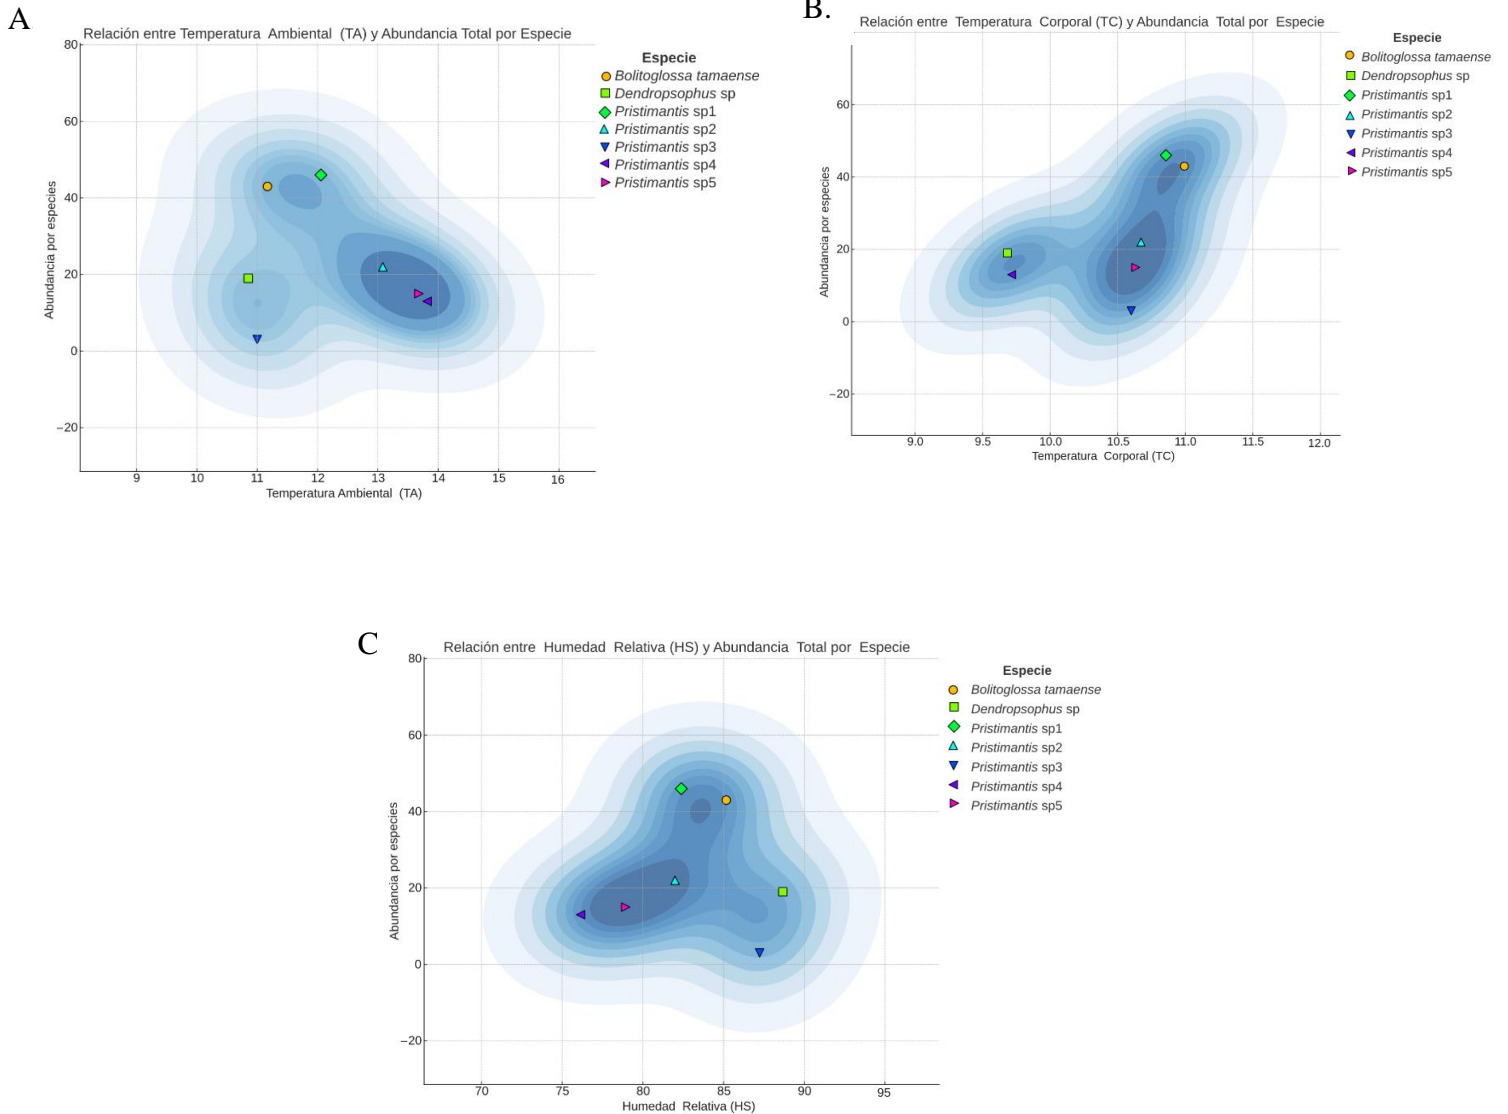 A
Relación entre Temperatura Ambiental (TA) y Abundancia Total por Especie
80
60
40
20
0
−20
Abundancia por especies
9 10 11 12 13 14 15 16
Temperatura Ambiental (TA)
Especie
Bolitoglossa tamaense
Dendropsophus sp
Pristimantis sp1
Pristimantis sp2
Pristimantis sp3
Pristimantis sp4
Pristimantis sp5
B.
Relación entre Temperatura Corporal (TC) y Abundancia Total por Especie
60
40
20
0
−20
Abundancia por especies
9.0 9.5 10.0 10.5 11.0 11.5 12.0
Temperatura Corporal (TC)
Especie
Bolitoglossa tamaense
Dendropsophus sp
Pristimantis sp1
Pristimantis sp2
Pristimantis sp3
Pristimantis sp4
Pristimantis sp5
C
Relación entre Humedad Relativa (HS) y Abundancia Total por Especie
80
60
40
20
0
−20
Abundancia por especies
70 75 80 85 90 95
Humedad Relativa (HS)
Especie
Bolitoglossa tamaense
Dendropsophus sp
Pristimantis sp1
Pristimantis sp2
Pristimantis sp3
Pristimantis sp4
Pristimantis sp5